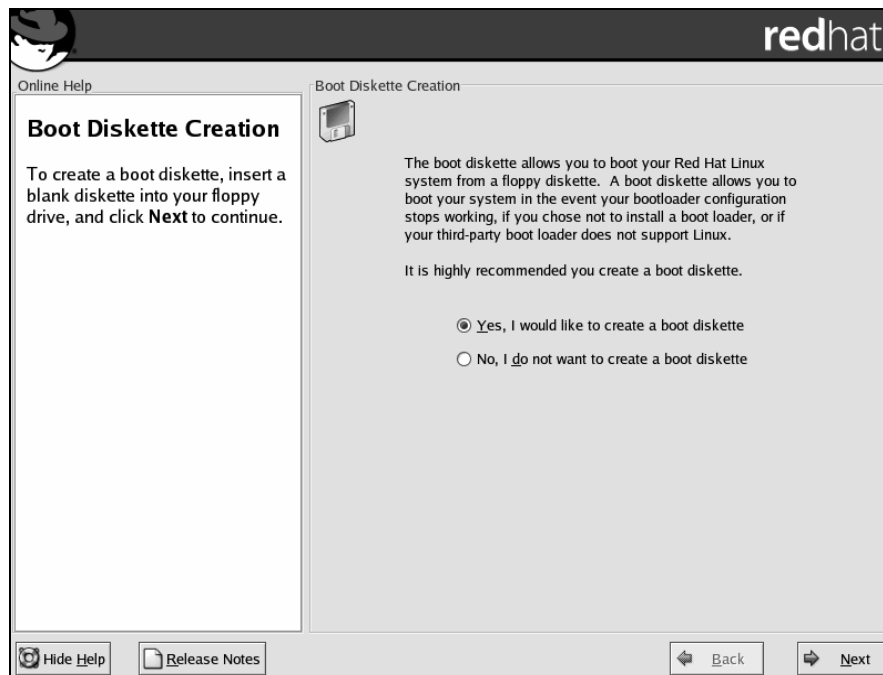 redhat
Online Help
Boot Diskette Creation
To create a boot diskette, insert a
blank diskette into your floppy
drive, and click Next to continue.
Boot Diskette Creation
The boot diskette allows you to boot your Red Hat Linux
system from a floppy diskette. A boot diskette allows you to
boot your system in the event your bootloader configuration
stops working, if you chose not to install a boot loader, or if
your third-party boot loader does not support Linux.
It is highly recommended you create a boot diskette.
Yes, I would like to create a boot diskette
No, I do not want to create a boot diskette
Hide Help
Release Notes
Back
Next